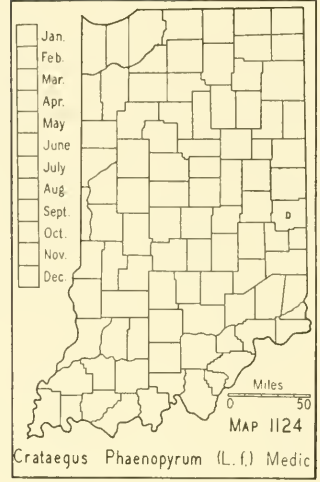 Jan.
Feb.
Mar.
Apr.
May
June
July
Aug.
Sept.
Oct.
Nov.
Dec.
D
Miles
0 50
MAP 1124
Crataegus Phaenopyrum (L.f.) Medic